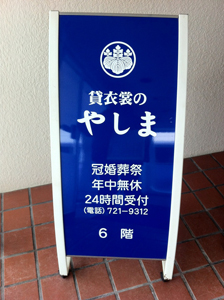 貸衣裳の
やしま
冠婚葬祭
年中無休
24時間受付
(電話)721-9312
6階